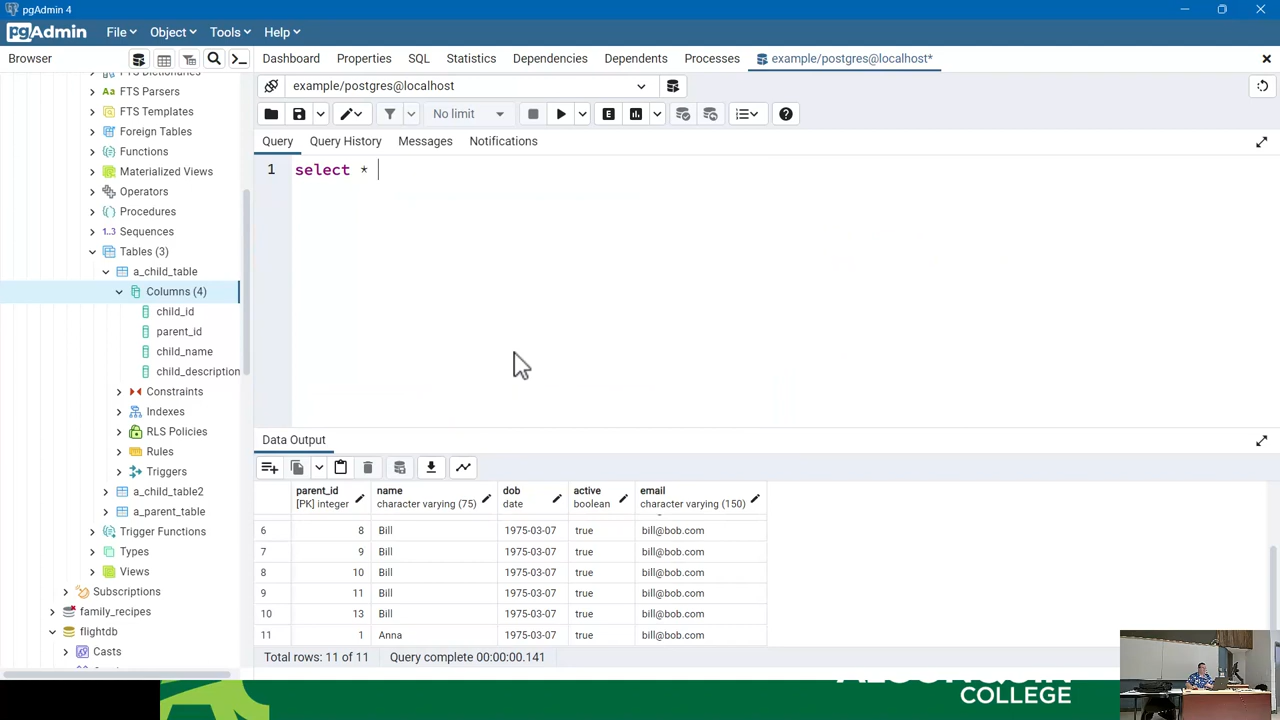 pgAdmin 4
pgAdmin File Object Tools Help
Browser Dashboard Properties SQL Statistics Dependencies Dependents Processes example/postgres@localhost*
example/postgres@localhost
No limit
Query Query History Messages Notifications
1 select *
FTS Dictionaries
Aa FTS Parsers
FTS Templates
Foreign Tables
Functions
Materialized Views
Operators
Procedures
1..3 Sequences
Tables (3)
a_child_table
Columns (4)
child_id
parent_id
child_name
child_description
Constraints
Indexes
RLS Policies
Rules
Triggers
a_child_table2
a_parent_table
Trigger Functions
Types
Views
Subscriptions
family_recipes
flightdb
Casts
Data Output
parent_id name dob active email
[PK] integer character varying (75) date boolean character varying (150)
6 8 Bill 1975-03-07 true bill@bob.com
7 9 Bill 1975-03-07 true bill@bob.com
8 10 Bill 1975-03-07 true bill@bob.com
9 11 Bill 1975-03-07 true bill@bob.com
10 13 Bill 1975-03-07 true bill@bob.com
11 1 Anna 1975-03-07 true bill@bob.com
Total rows: 11 of 11 Query complete 00:00:00.141
ALGONQUIN
COLLEGE